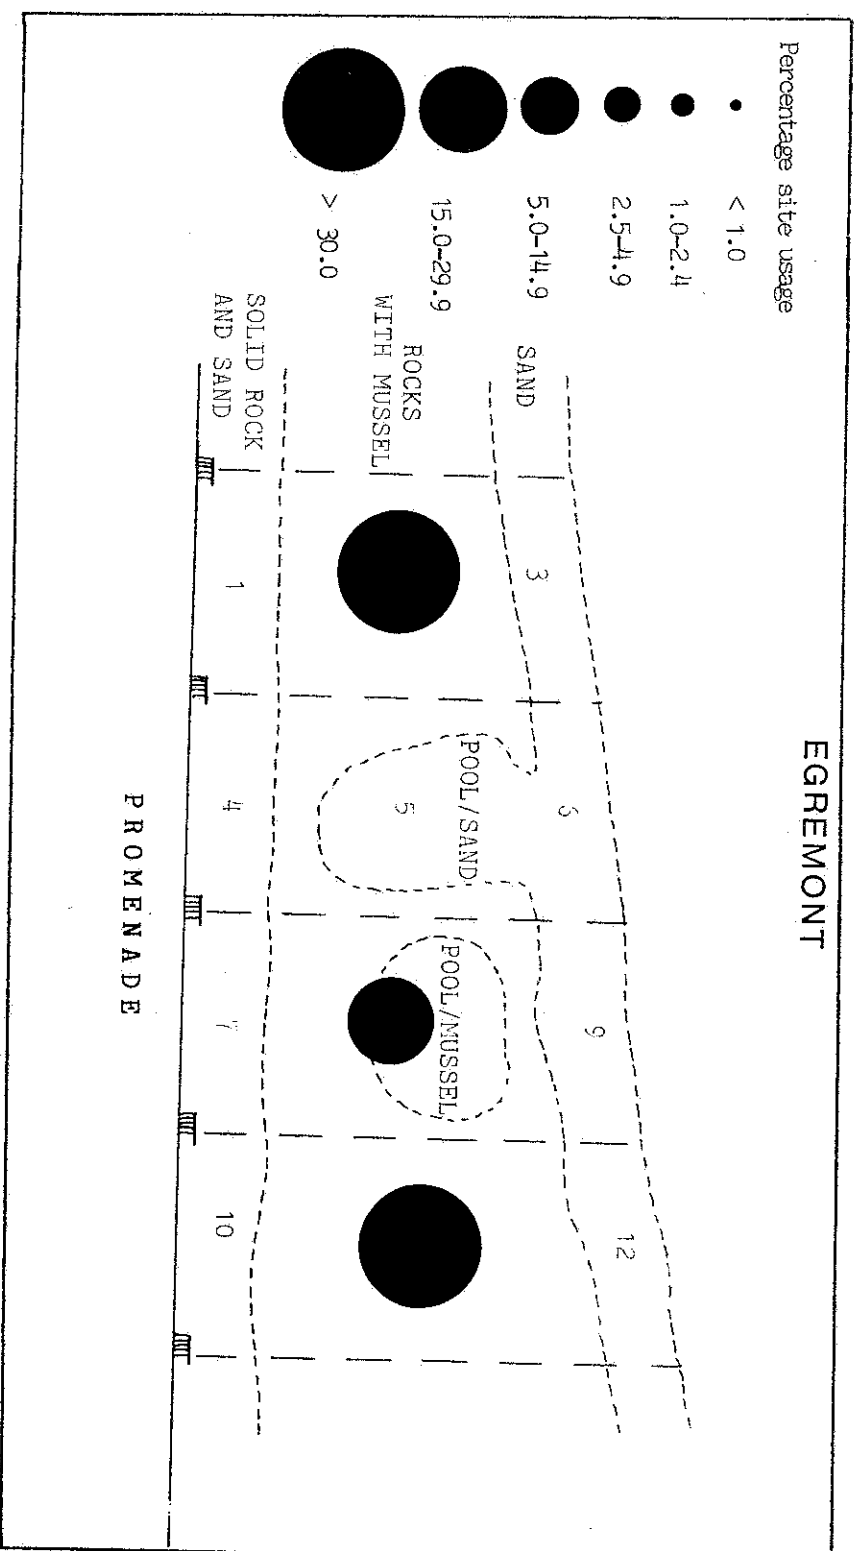 EGREMONT
Percentage site usage
< 1.0
1.0-2.4
2.5-4.9
5.0-14.9
15.0-29.9
> 30.0
SAND
ROCKS
WITH MUSSEL
SOLID ROCK
AND SAND
3
6
9
12
POOL/SAND
5
POOL/MUSSEL
1
4
7
10
PROMENADE